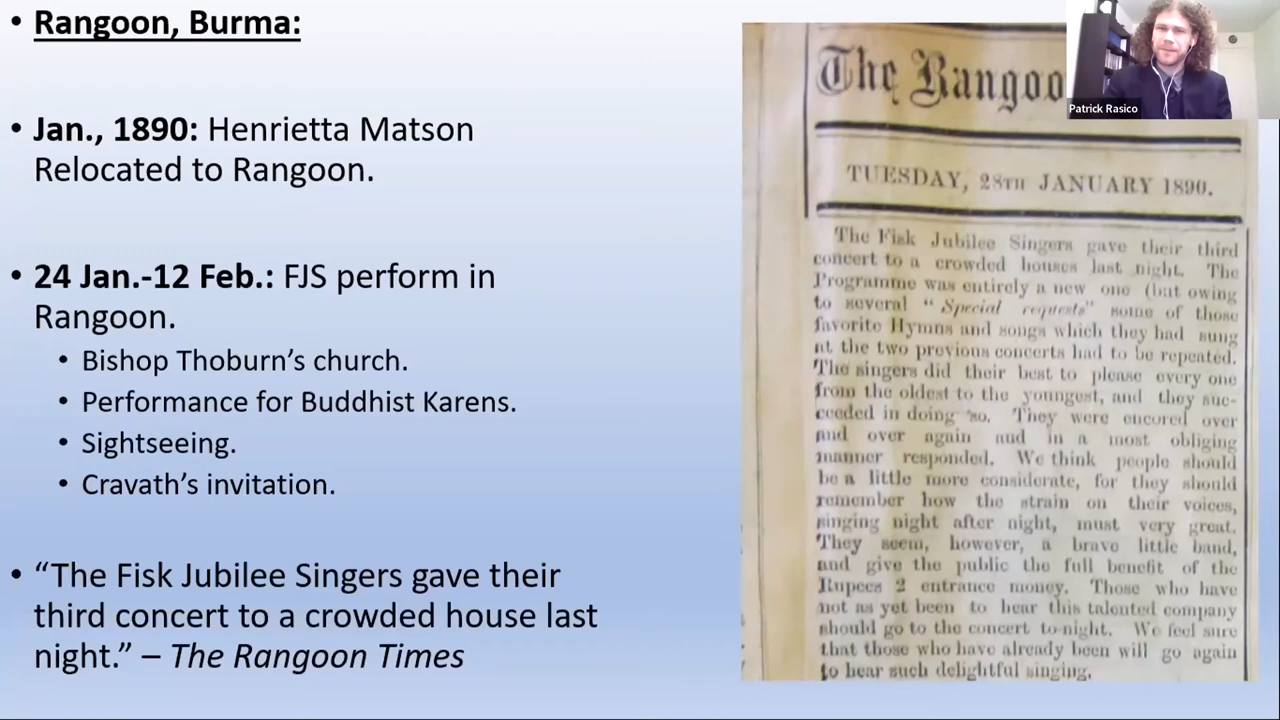 • Rangoon, Burma:
• Jan., 1890: Henrietta Matson
Relocated to Rangoon.
• 24 Jan.-12 Feb.: FJS perform in
Rangoon.
• Bishop Thoburn’s church.
• Performance for Buddhist Karens.
• Sightseeing.
• Cravath’s invitation.
• “The Fisk Jubilee Singers gave their
third concert to a crowded house last
night.” – The Rangoon Times
The Rangoo
TUESDAY, 28TH JANUARY 1890.
The Fisk Jubilee Singers gave their third
concert to a crowded houses last night. The
Programme was entirely a new one (but owing
to several “Special requests” some of those
favorite Hymns and songs which they had sung
at the two previous concerts had to be repeated.
The singers did their best to please every one
from the oldest to the youngest, and they suc-
ceeded in doing so. They were encored over
and over again and in a most obliging
manner responded. We think people should
be a little more considerate, for they should
remember how the strain on their voices,
singing night after night, must very great.
They seem, however, a brave little band,
and give the public the full benefit of the
Rupees 2 entrance money. Those who have
not as yet been to hear this talented company
should go to the concert to-night. We feel sure
that those who have already been will go again
to hear such delightful singing.
Patrick Rasico